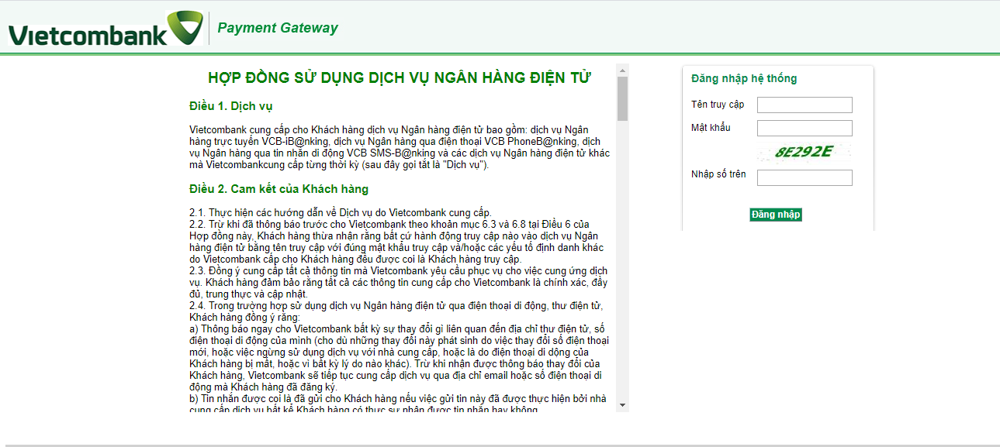 Vietcombank
Payment Gateway
HỢP ĐỒNG SỬ DỤNG DỊCH VỤ NGÂN HÀNG ĐIỆN TỬ
Điều 1. Dịch vụ
Vietcombank cung cấp cho Khách hàng dịch vụ Ngân hàng điện tử bao gồm: dịch vụ Ngân
hàng trực tuyến VCB-iB@nking, dịch vụ Ngân hàng qua điện thoại VCB PhoneB@nking, dịch
vụ Ngân hàng qua tin nhắn di động VCB SMS-B@nking và các dịch vụ Ngân hàng điện tử khác
mà Vietcombankcung cấp từng thời kỳ (sau đây gọi tắt là "Dịch vụ").
Điều 2. Cam kết của Khách hàng
2.1. Thực hiện các hướng dẫn về Dịch vụ do Vietcombank cung cấp.
2.2. Trừ khi đã thông báo trước cho Vietcombank theo khoản mục 6.3 và 6.8 tại Điều 6 của
Hợp đồng này, Khách hàng thừa nhận rằng bất cứ hành động truy cập nào vào dịch vụ Ngân
hàng điện tử bằng tên truy cập với đúng mật khẩu truy cập và/hoặc các yếu tố định danh khác
do Vietcombank cấp cho Khách hàng đều được coi là Khách hàng truy cập.
2.3. Đồng ý cung cấp tất cả thông tin mà Vietcombank yêu cầu phục vụ cho việc cung ứng dịch
vụ. Khách hàng đảm bảo rằng tất cả các thông tin cung cấp cho Vietcombank là chính xác, đầy
đủ, trung thực và cập nhật.
2.4. Trong trường hợp sử dụng dịch vụ Ngân hàng điện tử qua điện thoại di động, thư điện tử,
Khách hàng đồng ý rằng:
a) Thông báo ngay cho Vietcombank bất kỳ sự thay đổi gì liên quan đến địa chỉ thư điện tử, số
điện thoại di động của mình (cho dù những thay đổi này phát sinh do việc thay đổi số điện thoại
mới, hoặc việc ngừng sử dụng dịch vụ với nhà cung cấp, hoặc là do điện thoại di dộng của
Khách hàng bị mất, hoặc vì bất kỳ lý do nào khác). Trừ khi nhận được thông báo thay đổi của
Khách hàng, Vietcombank sẽ tiếp tục cung cấp dịch vụ qua địa chỉ email hoặc số điện thoại di
động mà Khách hàng đã đăng ký.
b) Tin nhắn được coi là đã gửi cho Khách hàng nếu việc gửi tin này đã được thực hiện bởi nhà
cung cấp dịch vụ bất kể Khách hàng có thực sự nhận được tin nhắn hay không.
Đăng nhập hệ thống
Tên truy cập
Mật khẩu
8E292E
Nhập số trên
Đăng nhập